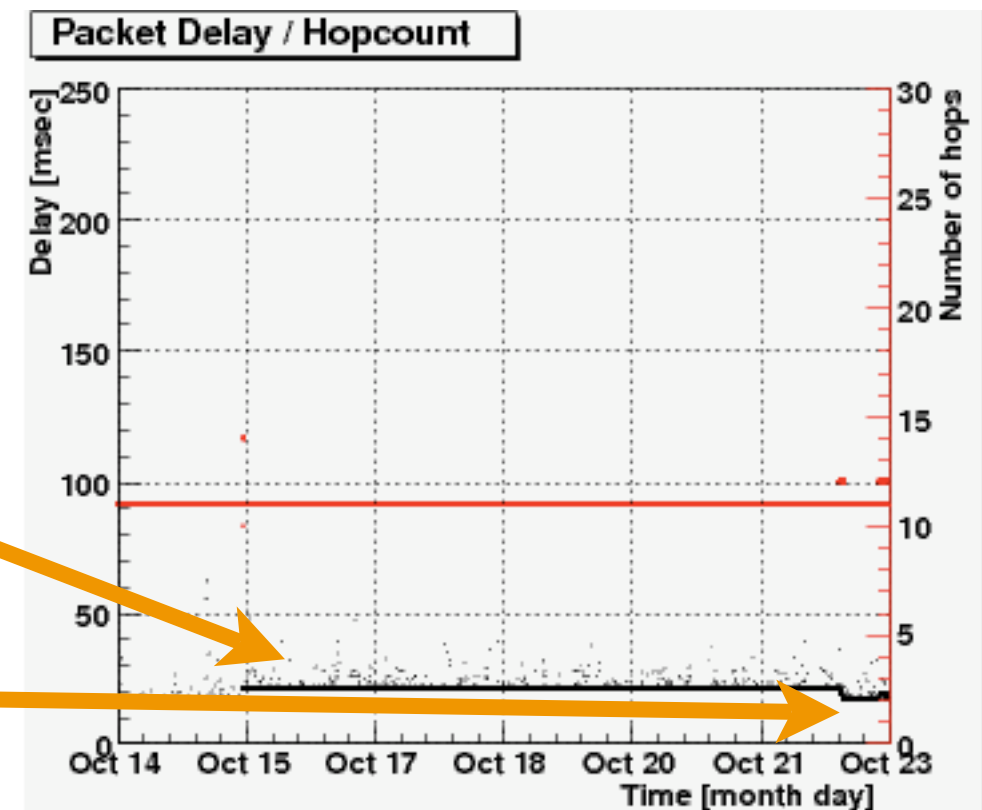 Packet Delay / Hopcount
Delay [msec]
250
200
150
100
50
0
Number of hops
30
25
20
15
10
5
0
Oct 14 Oct 15 Oct 17 Oct 18 Oct 20 Oct 21 Oct 23
Time [month day]